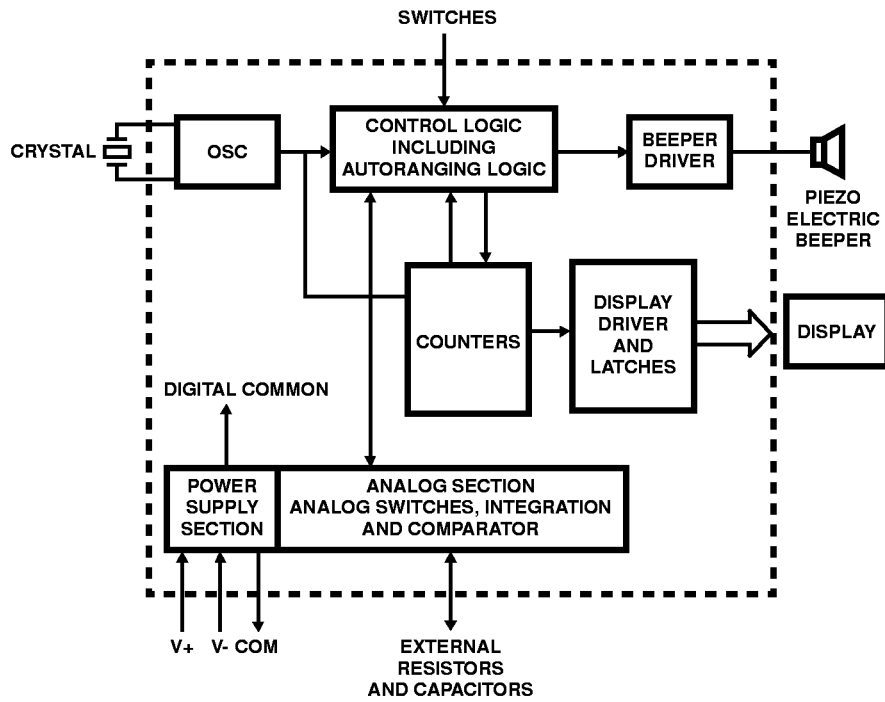 SWITCHES
CRYSTAL
OSC
CONTROL LOGIC
INCLUDING
AUTORANGING LOGIC
BEEPER
DRIVER
PIEZO
ELECTRIC
BEEPER
COUNTERS
DISPLAY
DRIVER
AND
LATCHES
DISPLAY
DIGITAL COMMON
POWER
SUPPLY
SECTION
ANALOG SECTION
ANALOG SWITCHES, INTEGRATION
AND COMPARATOR
V+
V-
COM
EXTERNAL
RESISTORS
AND CAPACITORS